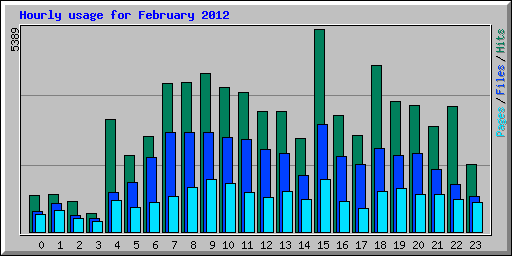 Hourly usage for February 2012
5389
Pages/Files/Hits
0 1 2 3 4 5 6 7 8 9 10 11 12 13 14 15 16 17 18 19 20 21 22 23